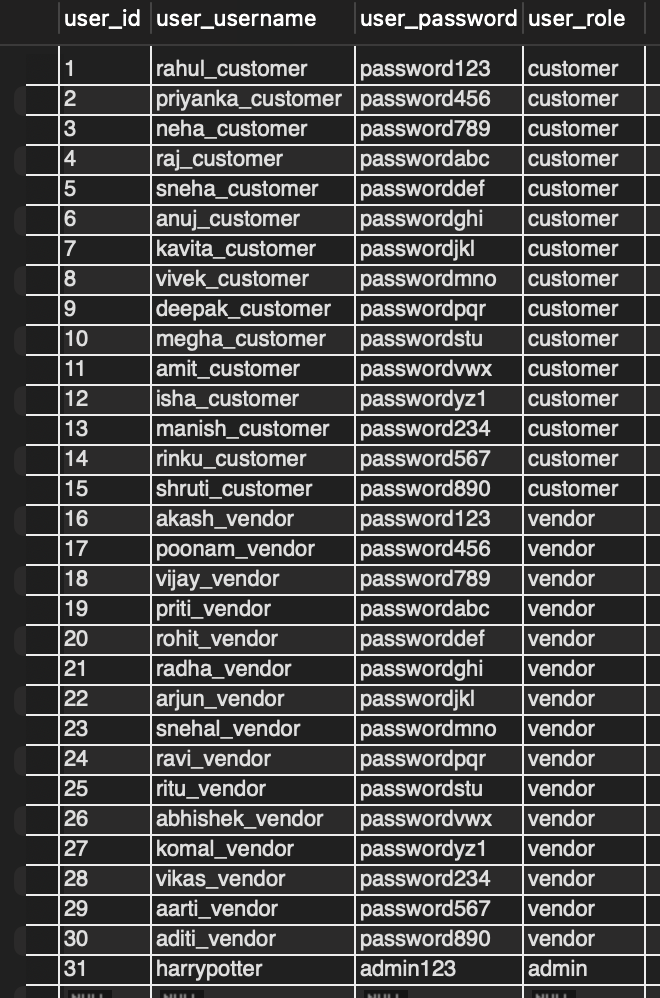 user_id user_username user_password user_role
1 rahul_customer password123 customer
2 priyanka_customer password456 customer
3 neha_customer password789 customer
4 raj_customer passwordabc customer
5 sneha_customer passworddef customer
6 anuj_customer passwordghi customer
7 kavita_customer passwordjkl customer
8 vivek_customer passwordmno customer
9 deepak_customer passwordpqr customer
10 megha_customer passwordstu customer
11 amit_customer passwordvwx customer
12 isha_customer passwordyz1 customer
13 manish_customer password234 customer
14 rinku_customer password567 customer
15 shruti_customer password890 customer
16 akash_vendor password123 vendor
17 poonam_vendor password456 vendor
18 vijay_vendor password789 vendor
19 priti_vendor passwordabc vendor
20 rohit_vendor passworddef vendor
21 radha_vendor passwordghi vendor
22 arjun_vendor passwordjkl vendor
23 snehal_vendor passwordmno vendor
24 ravi_vendor passwordpqr vendor
25 ritu_vendor passwordstu vendor
26 abhishek_vendor passwordvwx vendor
27 komal_vendor passwordyz1 vendor
28 vikas_vendor password234 vendor
29 aarti_vendor password567 vendor
30 aditi_vendor password890 vendor
31 harrypotter admin123 admin
NULL NULL NULL NULL